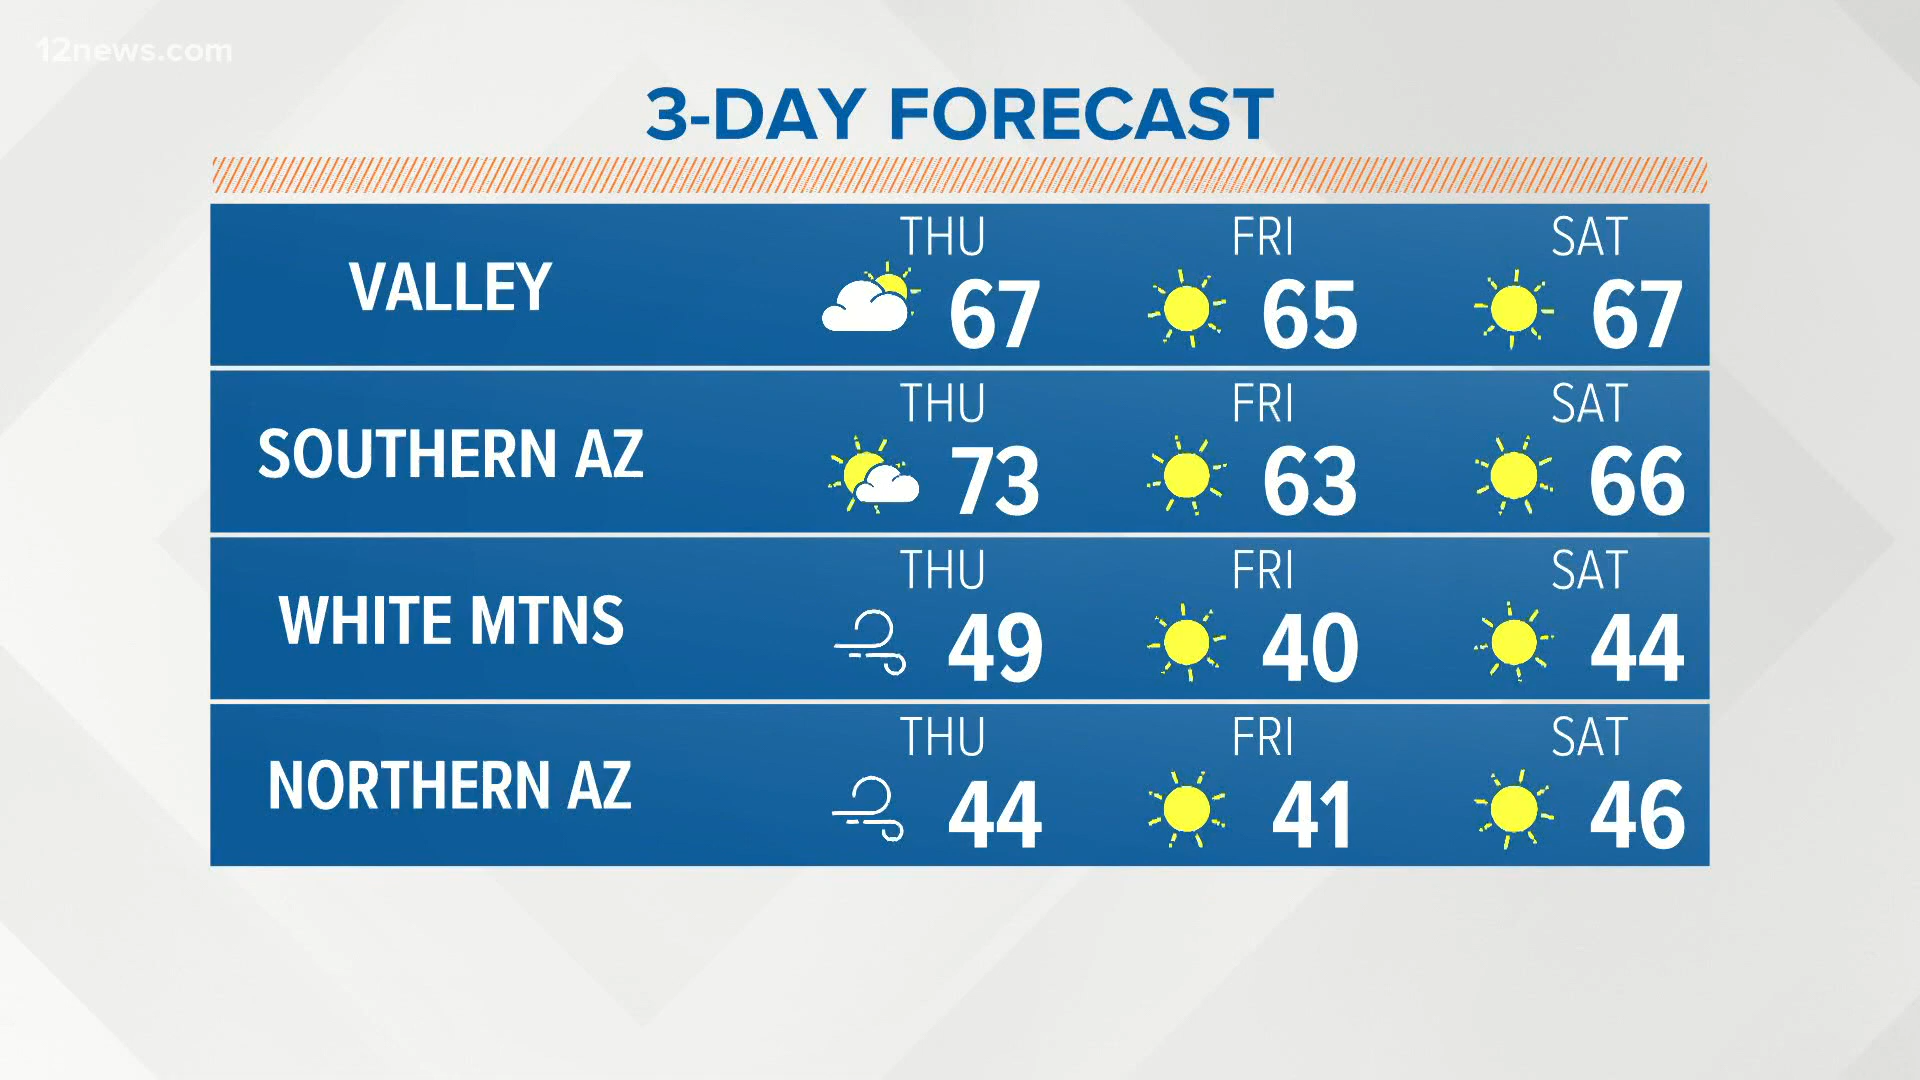 12news.com
3-DAY FORECAST
VALLEY
THU FRI SAT
67 65 67
SOUTHERN AZ
THU FRI SAT
73 63 66
WHITE MTNS
THU FRI SAT
49 40 44
NORTHERN AZ
THU FRI SAT
44 41 46